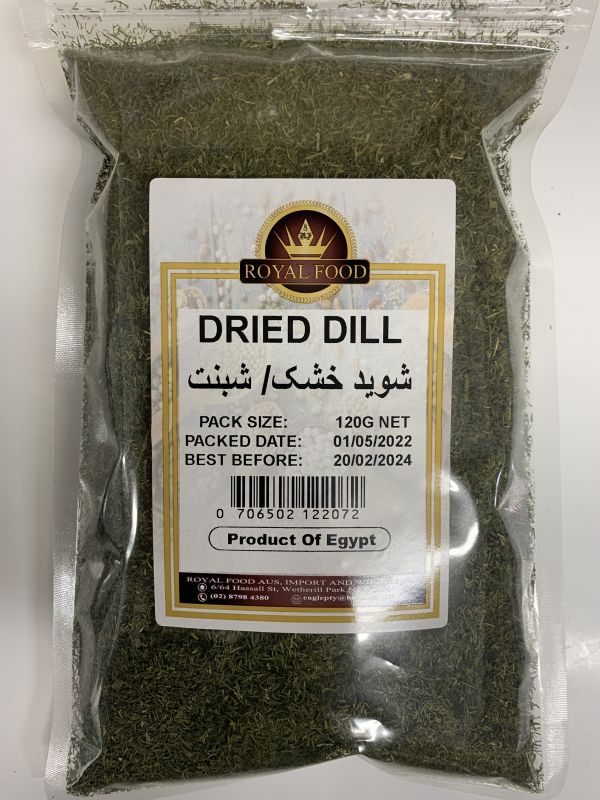 ROYAL FOOD
DRIED DILL
شوید خشک/ شبنت
PACK SIZE: 120G NET
PACKED DATE: 01/05/2022
BEST BEFORE: 20/02/2024
0 706502 122072
Product Of Egypt
ROYAL FOOD AUS, IMPORT AND
6/64 Hassall St, Wetherill Park
(02) 8798 4380